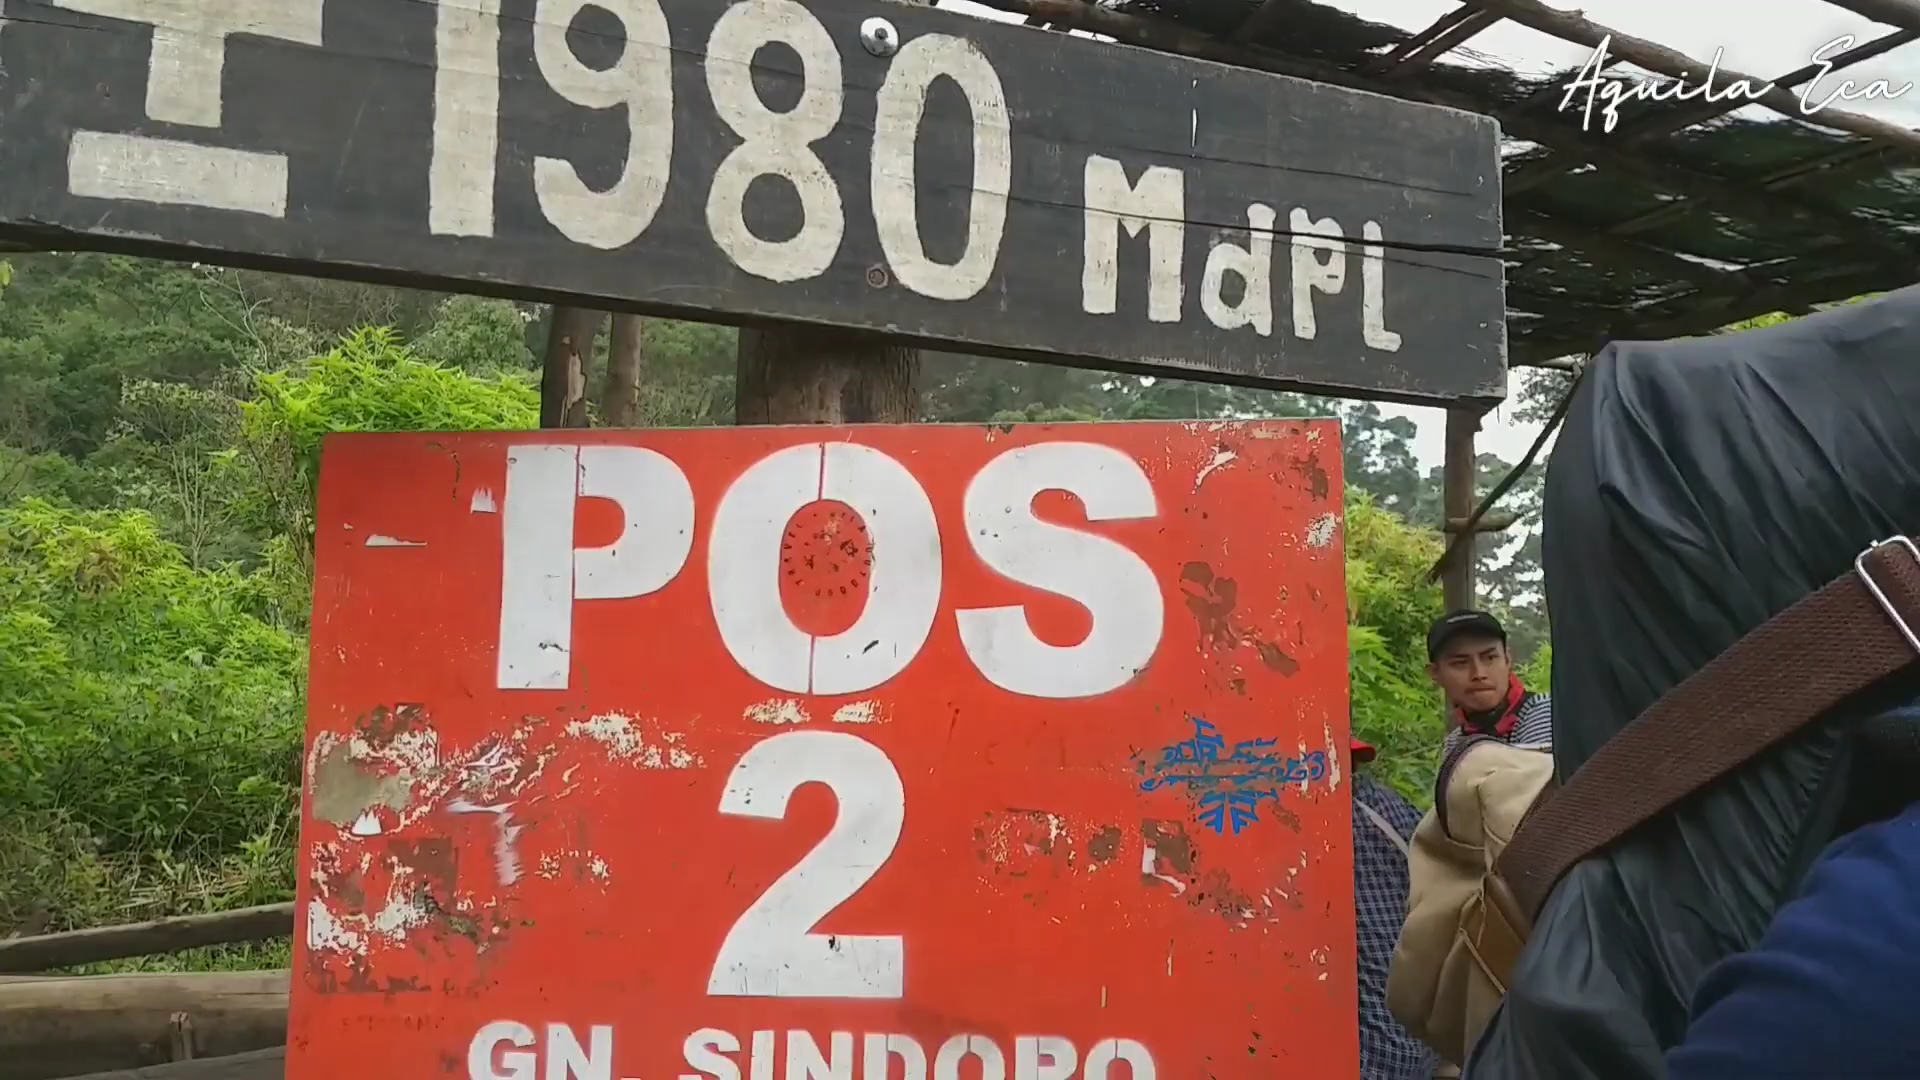 Aquila Eca
±1980 MdPL
POS
2
GN. SINDORO